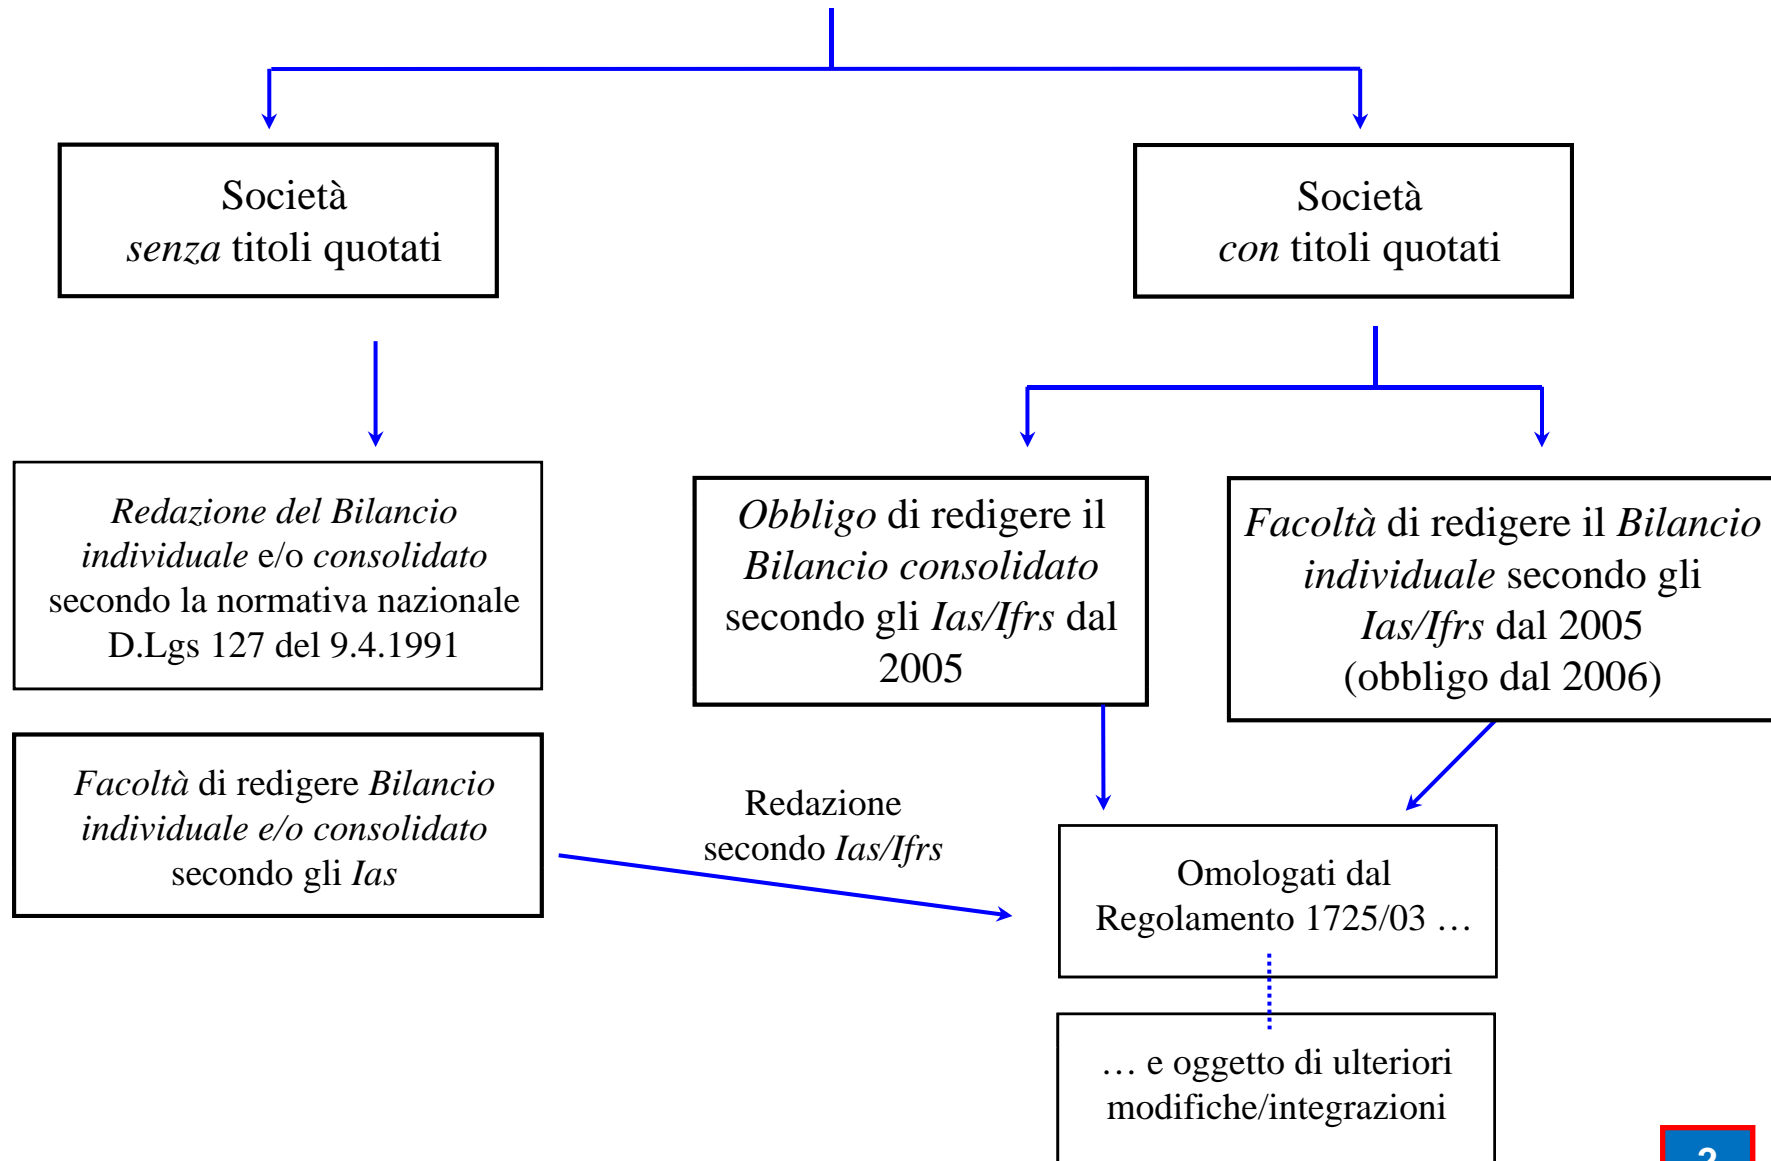 Società
senza titoli quotati
Società
con titoli quotati
Redazione del Bilancio
individuale e/o consolidato
secondo la normativa nazionale
D.Lgs 127 del 9.4.1991
Obbligo di redigere il
Bilancio consolidato
secondo gli Ias/Ifrs dal
2005
Facoltà di redigere il Bilancio
individuale secondo gli
Ias/Ifrs dal 2005
(obbligo dal 2006)
Facoltà di redigere Bilancio
individuale e/o consolidato
secondo gli Ias
Redazione
secondo Ias/Ifrs
Omologati dal
Regolamento 1725/03 …
… e oggetto di ulteriori
modifiche/integrazioni